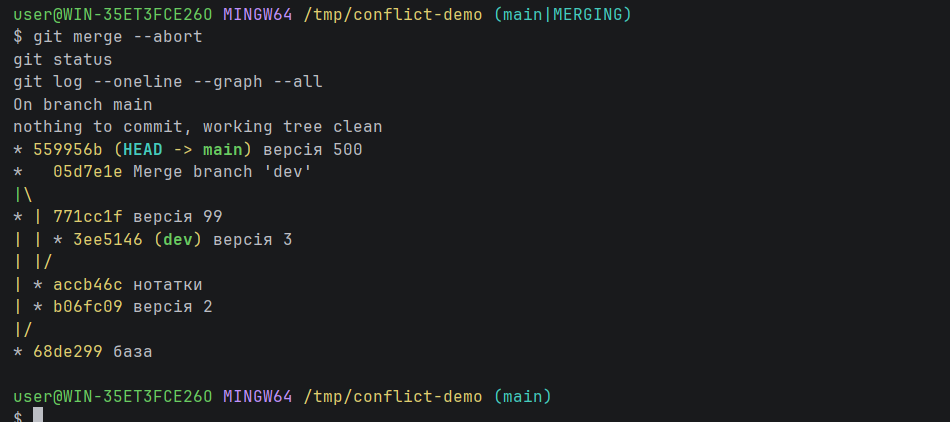 user@WIN-35ET3FCE260 MINGW64 /tmp/conflict-demo (main|MERGING)
$ git merge --abort
git status
git log --oneline --graph --all
On branch main
nothing to commit, working tree clean
* 559956b (HEAD -> main) версія 500
*   05d7e1e Merge branch 'dev'
|\
* | 771cc1f версія 99
| | * 3ee5146 (dev) версія 3
| |/
| * accb46c нотатки
| * b06fc09 версія 2
|/
* 68de299 база
user@WIN-35ET3FCE260 MINGW64 /tmp/conflict-demo (main)
$